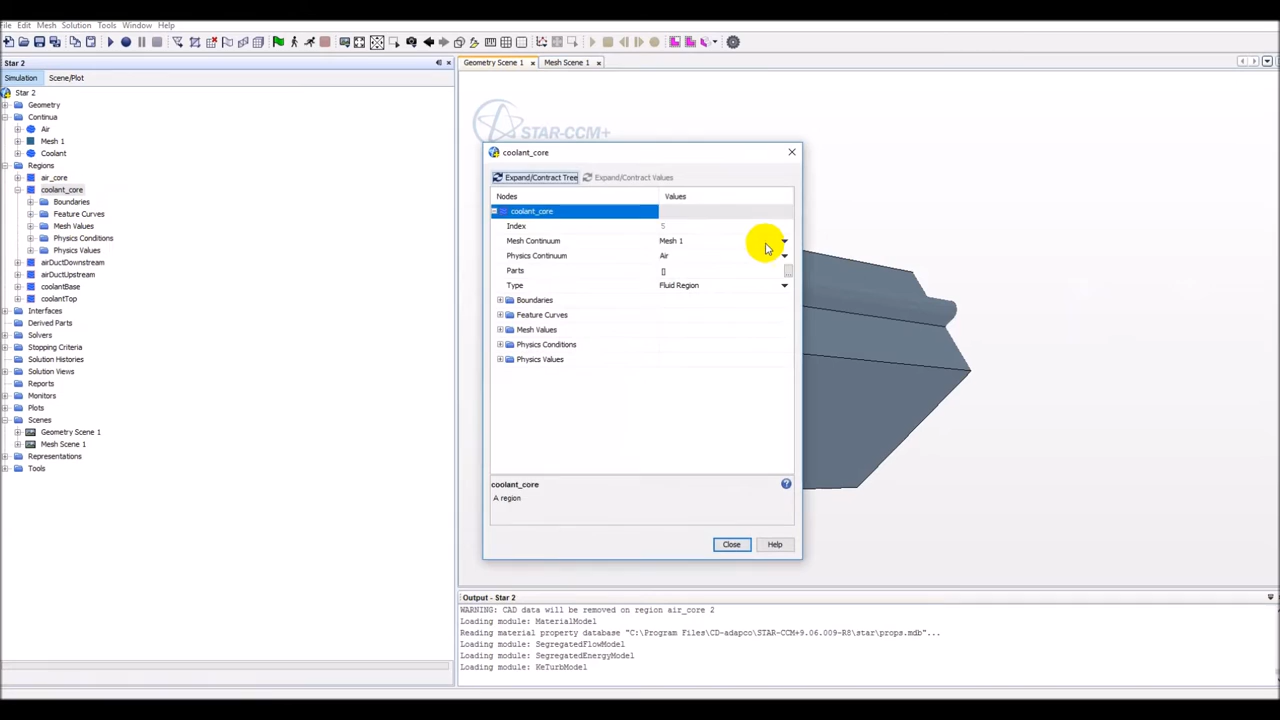 File Edit Mesh Solution Tools Window Help
Star 2
Simulation Scene/Plot
Star 2
Geometry
Continua
Air
Mesh 1
Coolant
Regions
air_core
coolant_core
Boundaries
Feature Curves
Mesh Values
Physics Conditions
Physics Values
airDuctDownstream
airDuctUpstream
coolantBase
coolantTop
Interfaces
Derived Parts
Solvers
Stopping Criteria
Solution Histories
Solution Views
Reports
Monitors
Plots
Scenes
Geometry Scene 1
Mesh Scene 1
Representations
Tools
Geometry Scene 1 Mesh Scene 1
STAR-CCM+
coolant_core
Expand/Contract Tree Expand/Contract Values
Nodes Values
coolant_core
Index 5
Mesh Continuum Mesh 1
Physics Continuum Air
Parts []
Type Fluid Region
Boundaries
Feature Curves
Mesh Values
Physics Conditions
Physics Values
coolant_core
A region
Close Help
Output - Star 2
WARNING: CAD data will be removed on region air_core 2
Loading module: MaterialModel
Reading material property database "C:\Program Files\CD-adapco\STAR-CCM+9.06.009-R8\star\props.mdb"...
Loading module: SegregatedFlowModel
Loading module: SegregatedEnergyModel
Loading module: KeTurbModel